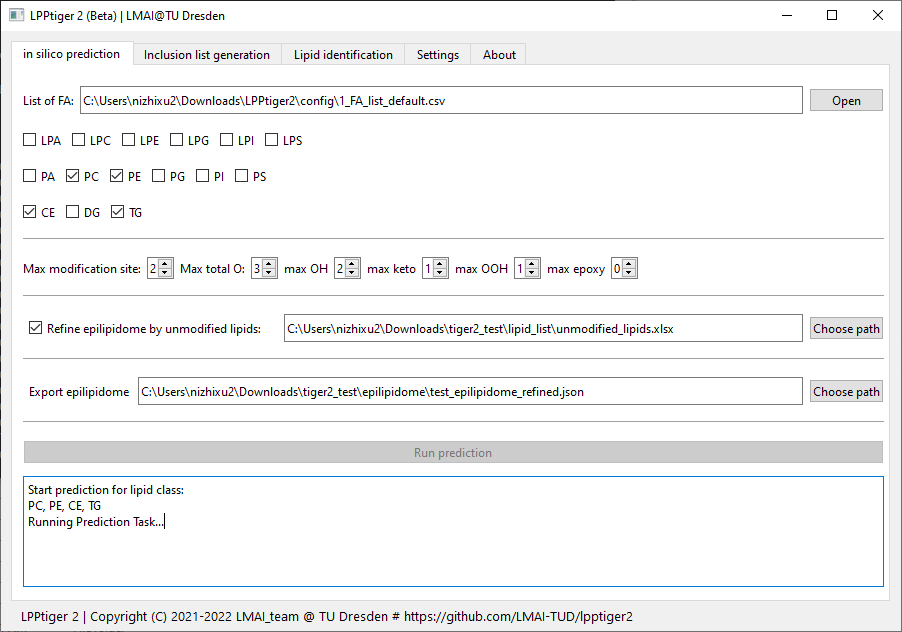 LPPtiger 2 (Beta) | LMAI@TU Dresden
in silico prediction Inclusion list generation Lipid identification Settings About
List of FA: C:\Users\nizhixu2\Downloads\LPPtiger2\config\1_FA_list_default.csv Open
LPA LPC LPE LPG LPI LPS
PA PC PE PG PI PS
CE DG TG
Max modification site: 2 Max total O: 3 max OH 2 max keto 1 max OOH 1 max epoxy 0
Refine epilipidome by unmodified lipids: C:\Users\nizhixu2\Downloads\tiger2_test\lipid_list\unmodified_lipids.xlsx Choose path
Export epilipidome C:\Users\nizhixu2\Downloads\tiger2_test\epilipidome\test_epilipidome_refined.json Choose path
Run prediction
Start prediction for lipid class:
PC, PE, CE, TG
Running Prediction Task...
LPPtiger 2 | Copyright (C) 2021-2022 LMAI_team @ TU Dresden # https://github.com/LMAI-TUD/lpptiger2